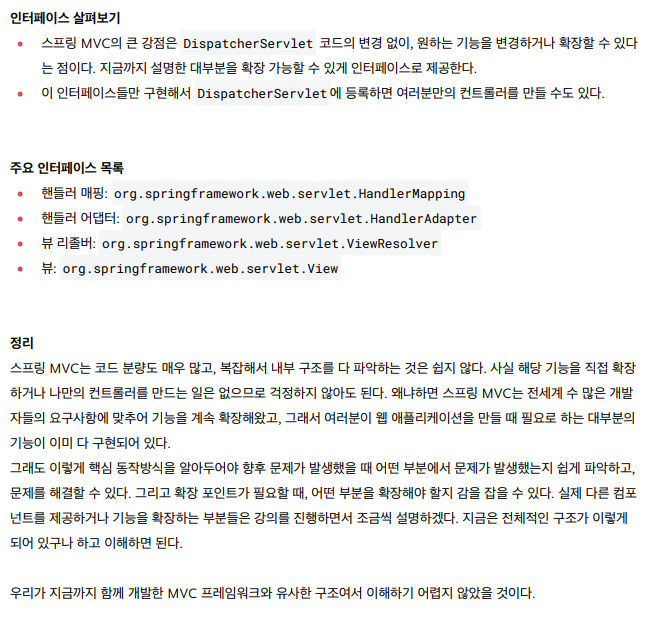 인터페이스 살펴보기
• 스프링 MVC의 큰 강점은 DispatcherServlet 코드의 변경 없이, 원하는 기능을 변경하거나 확장할 수 있다
는 점이다. 지금까지 설명한 대부분을 확장 가능할 수 있게 인터페이스로 제공한다.
• 이 인터페이스들만 구현해서 DispatcherServlet에 등록하면 여러분만의 컨트롤러를 만들 수도 있다.
주요 인터페이스 목록
• 핸들러 매핑: org.springframework.web.servlet.HandlerMapping
• 핸들러 어댑터: org.springframework.web.servlet.HandlerAdapter
• 뷰 리졸버: org.springframework.web.servlet.ViewResolver
• 뷰: org.springframework.web.servlet.View
정리
스프링 MVC는 코드 분량도 매우 많고, 복잡해서 내부 구조를 다 파악하는 것은 쉽지 않다. 사실 해당 기능을 직접 확장
하거나 나만의 컨트롤러를 만드는 일은 없으므로 걱정하지 않아도 된다. 왜냐하면 스프링 MVC는 전세계 수 많은 개발
자들의 요구사항에 맞추어 기능을 계속 확장해왔고, 그래서 여러분이 웹 애플리케이션을 만들 때 필요로 하는 대부분의
기능이 이미 다 구현되어 있다.
그래도 이렇게 핵심 동작방식을 알아두어야 향후 문제가 발생했을 때 어떤 부분에서 문제가 발생했는지 쉽게 파악하고,
문제를 해결할 수 있다. 그리고 확장 포인트가 필요할 때, 어떤 부분을 확장해야 할지 감을 잡을 수 있다. 실제 다른 컴포
넌트를 제공하거나 기능을 확장하는 부분들은 강의를 진행하면서 조금씩 설명하겠다. 지금은 전체적인 구조가 이렇게
되어 있구나 하고 이해하면 된다.
우리가 지금까지 함께 개발한 MVC 프레임워크와 유사한 구조여서 이해하기 어렵지 않았을 것이다.